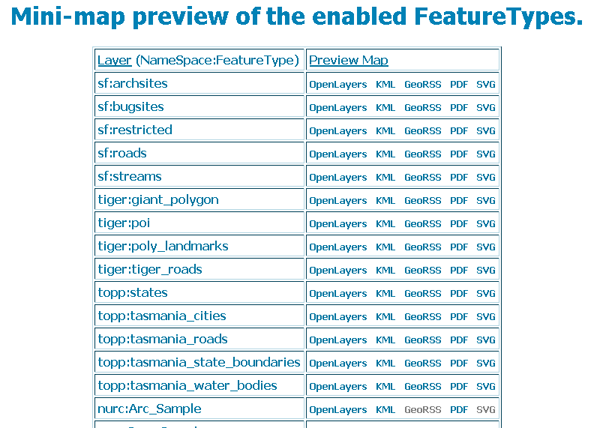 Mini-map preview of the enabled FeatureTypes.
Layer (NameSpace:FeatureType) Preview Map
sf:archsites OpenLayers KML GeoRSS PDF SVG
sf:bugsites OpenLayers KML GeoRSS PDF SVG
sf:restricted OpenLayers KML GeoRSS PDF SVG
sf:roads OpenLayers KML GeoRSS PDF SVG
sf:streams OpenLayers KML GeoRSS PDF SVG
tiger:giant_polygon OpenLayers KML GeoRSS PDF SVG
tiger:poi OpenLayers KML GeoRSS PDF SVG
tiger:poly_landmarks OpenLayers KML GeoRSS PDF SVG
tiger:tiger_roads OpenLayers KML GeoRSS PDF SVG
topp:states OpenLayers KML GeoRSS PDF SVG
topp:tasmania_cities OpenLayers KML GeoRSS PDF SVG
topp:tasmania_roads OpenLayers KML GeoRSS PDF SVG
topp:tasmania_state_boundaries OpenLayers KML GeoRSS PDF SVG
topp:tasmania_water_bodies OpenLayers KML GeoRSS PDF SVG
nurc:Arc_Sample OpenLayers KML GeoRSS PDF SVG